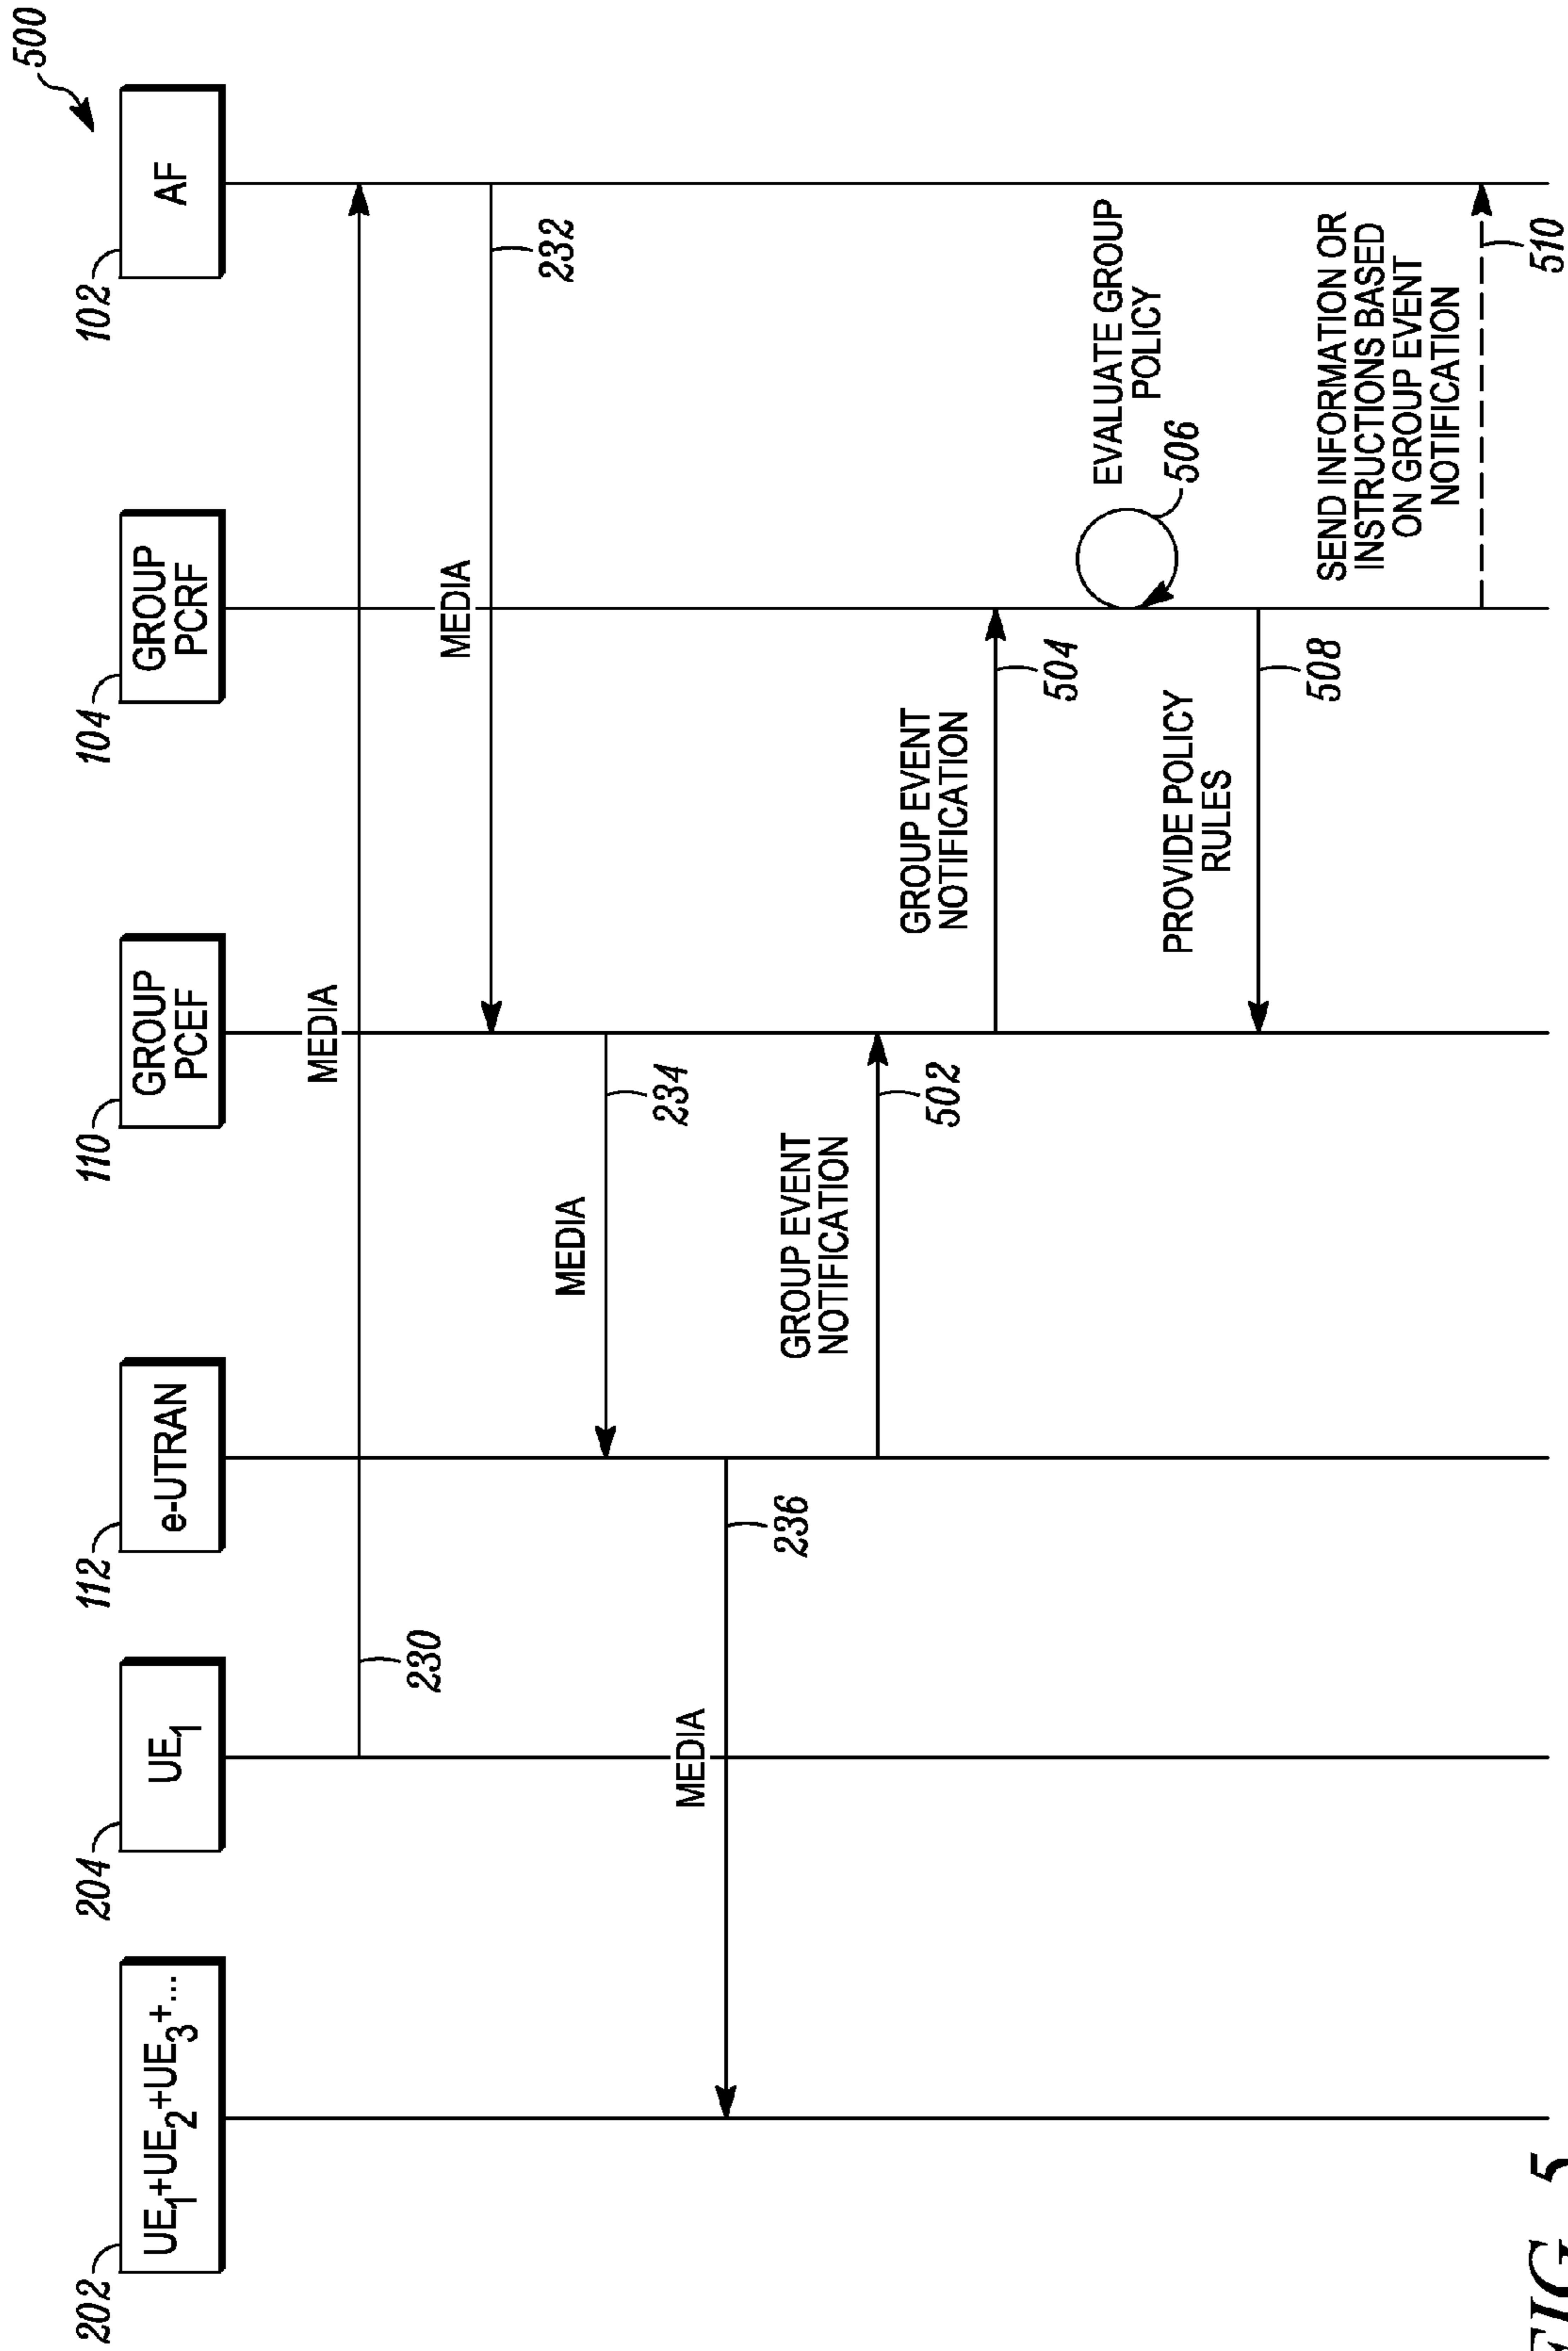 500
202
204
112
110
104
102
UE1+UE2+UE3+...
UE1
e-UTRAN
GROUP
PCEF
GROUP
PCRF
AF
MEDIA
230
MEDIA
232
MEDIA
234
MEDIA
236
GROUP EVENT
NOTIFICATION
502
GROUP EVENT
NOTIFICATION
504
EVALUATE GROUP
POLICY
506
PROVIDE POLICY
RULES
508
SEND INFORMATION OR
INSTRUCTIONS BASED
ON GROUP EVENT
NOTIFICATION
510
FIG. 5